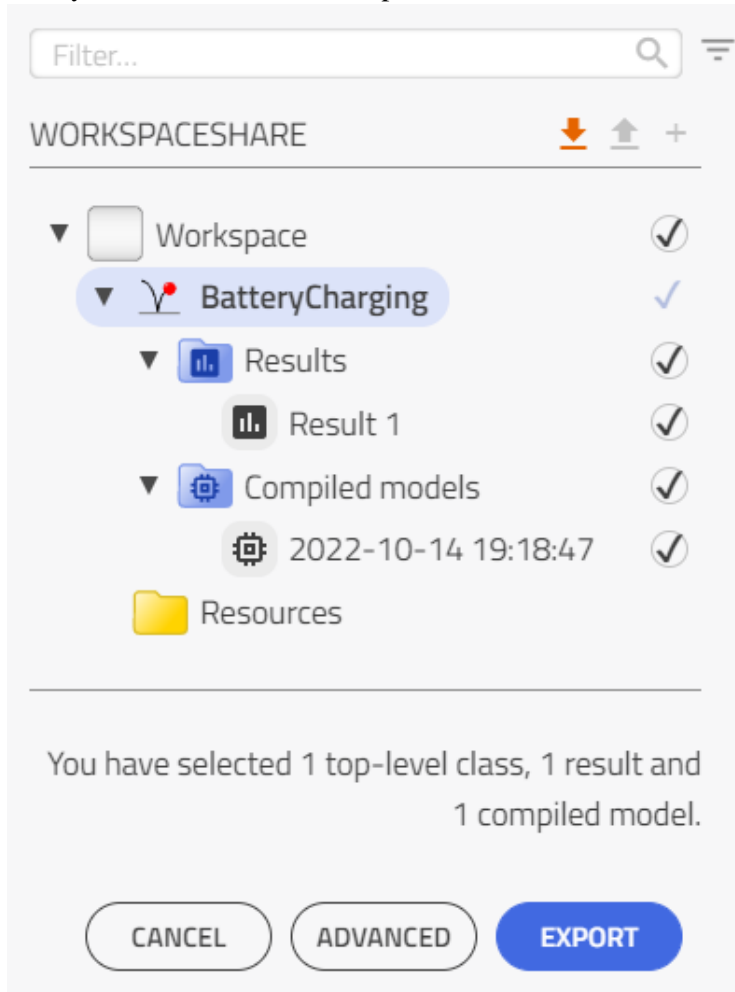 Filter...
WORKSPACESHARE
Workspace
BatteryCharging
Results
Result 1
Compiled models
2022-10-14 19:18:47
Resources
You have selected 1 top-level class, 1 result and
1 compiled model.
CANCEL ADVANCED EXPORT